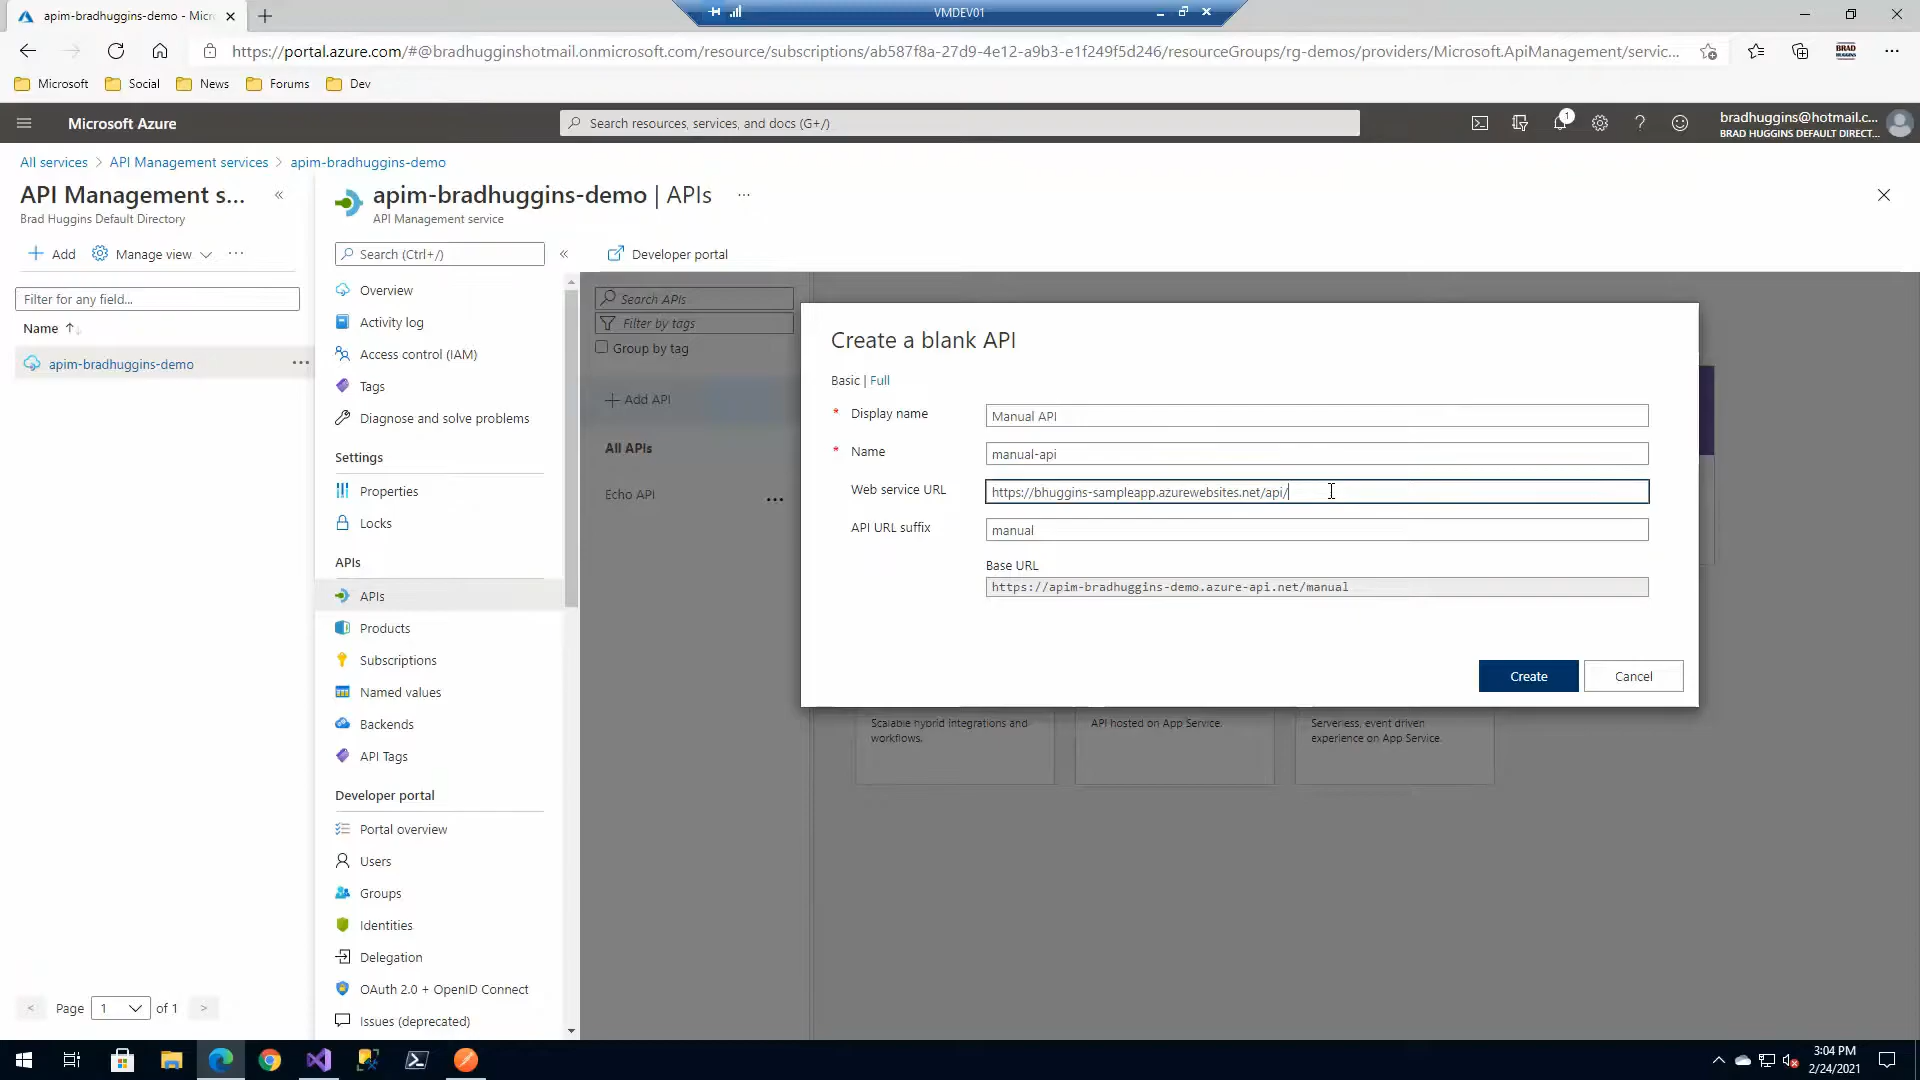 apim-bradhuggins-demo - Micr
VMDEV01
https://portal.azure.com/#@bradhugginshotmail.onmicrosoft.com/resource/subscriptions/ab587f8a-27d9-4e12-a9b3-e1f249f5d246/resourceGroups/rg-demos/providers/Microsoft.ApiManagement/servic...
BRAD
HUGGINS
Microsoft
Social
News
Forums
Dev
Microsoft Azure
Search resources, services, and docs (G+/)
1
bradhuggins@hotmail.c...
BRAD HUGGINS DEFAULT DIRECT...
All services > API Management services > apim-bradhuggins-demo
API Management s...
«
Brad Huggins Default Directory
+ Add
Manage view
...
Filter for any field...
Name ↑↓
apim-bradhuggins-demo
...
< Page 1 of 1 >
apim-bradhuggins-demo | APIs
...
API Management service
Search (Ctrl+/)
«
Developer portal
Overview
Activity log
Access control (IAM)
Tags
Diagnose and solve problems
Settings
Properties
Locks
APIs
APIs
Products
Subscriptions
Named values
Backends
API Tags
Developer portal
Portal overview
Users
Groups
Identities
Delegation
OAuth 2.0 + OpenID Connect
Issues (deprecated)
Search APIs
Filter by tags
Group by tag
+ Add API
All APIs
Echo API
...
Create a blank API
Basic | Full
* Display name
Manual API
* Name
manual-api
Web service URL
https://bhuggins-sampleapp.azurewebsites.net/api/
API URL suffix
manual
Base URL
https://apim-bradhuggins-demo.azure-api.net/manual
Create
Cancel
Scalable hybrid integrations and
workflows.
API hosted on App Service.
Serverless, event driven
experience on App Service.
3:04 PM
2/24/2021